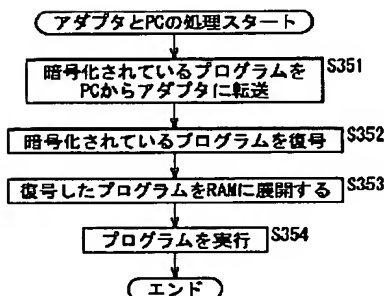 アダプタとPCの処理スタート
暗号化されているプログラムを
PCからアダプタに転送
S351
暗号化されているプログラムを復号
S352
復号したプログラムをRAMに展開する
S353
プログラムを実行
S354
エンド